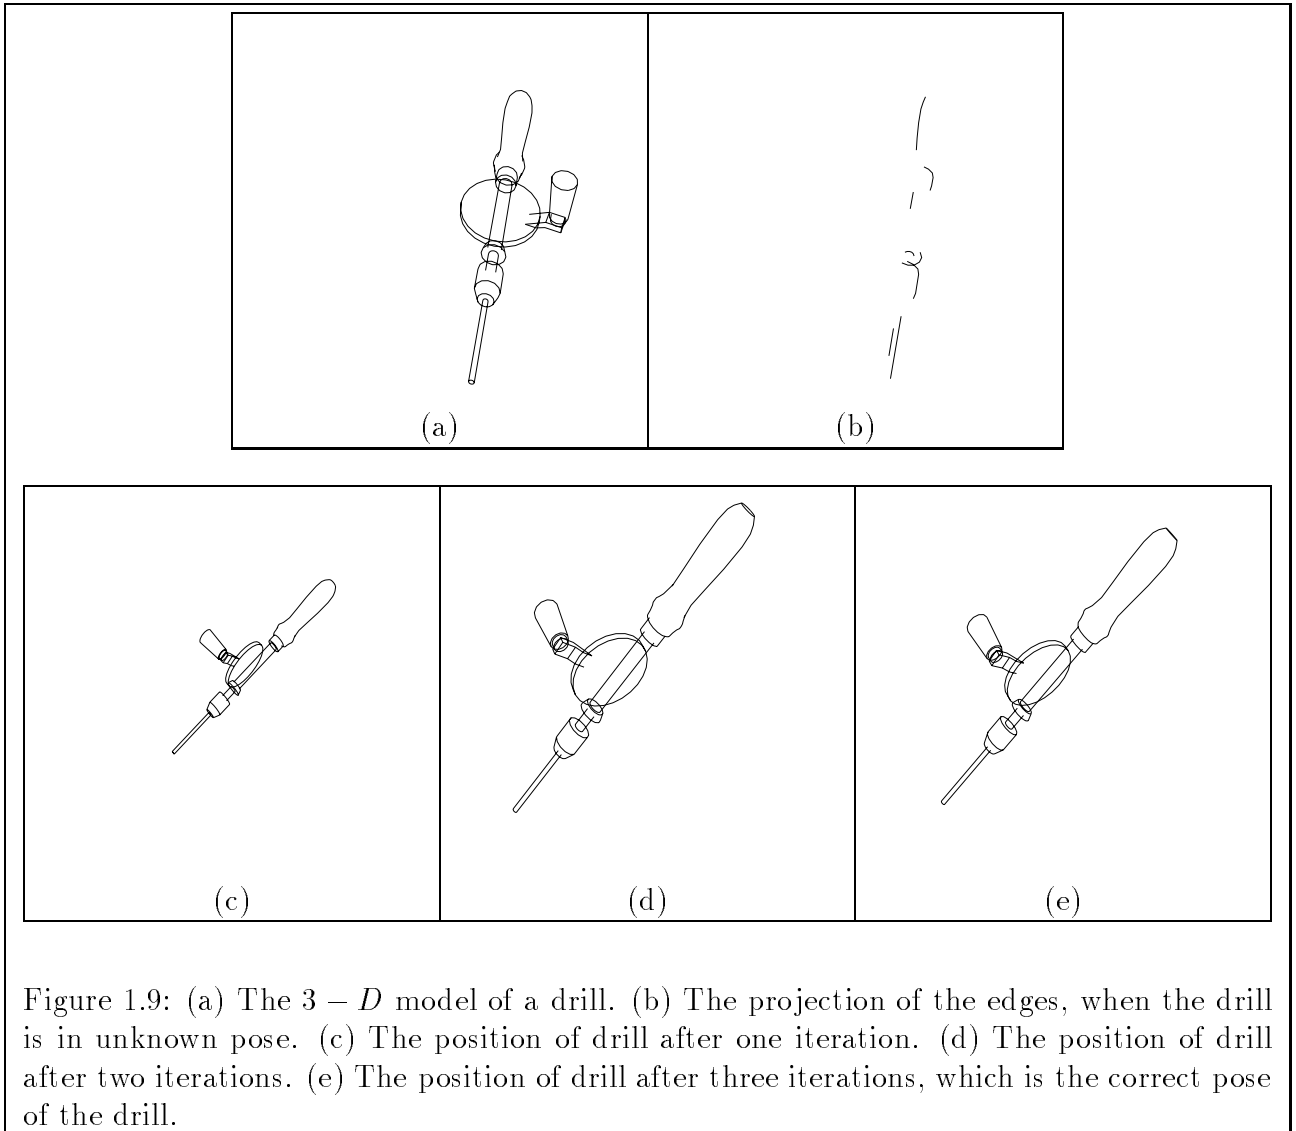 (a)
(b)
(c)
(d)
(e)
Figure 1.9: (a) The 3 – D model of a drill. (b) The projection of the edges, when the drill
is in unknown pose. (c) The position of drill after one iteration. (d) The position of drill
after two iterations. (e) The position of drill after three iterations, which is the correct pose
of the drill.